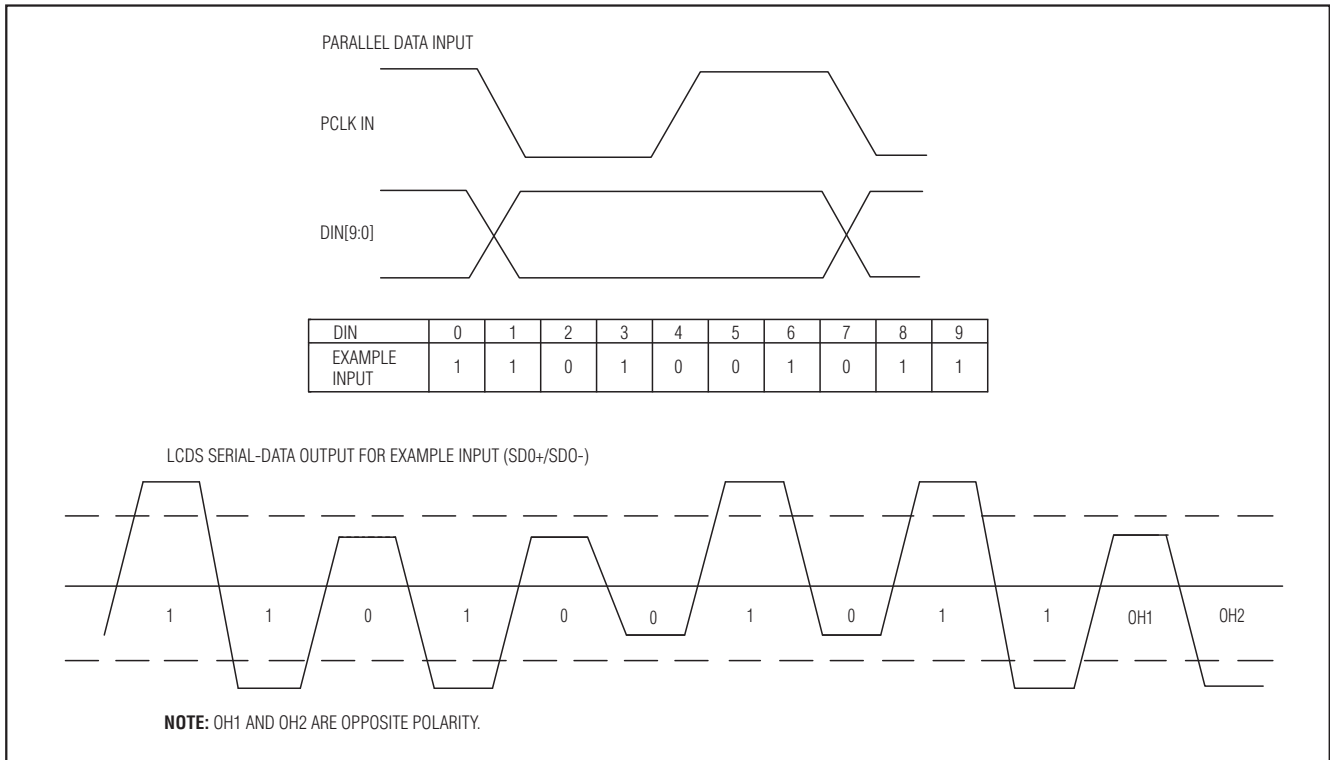 PARALLEL DATA INPUT
PCLK IN
DIN[9:0]
DIN 0 1 2 3 4 5 6 7 8 9
EXAMPLE INPUT 1 1 0 1 0 0 1 0 1 1
LCDS SERIAL-DATA OUTPUT FOR EXAMPLE INPUT (SD0+/SDO-)
1 1 0 1 0 0 1 0 1 1 OH1 OH2
NOTE: OH1 AND OH2 ARE OPPOSITE POLARITY.